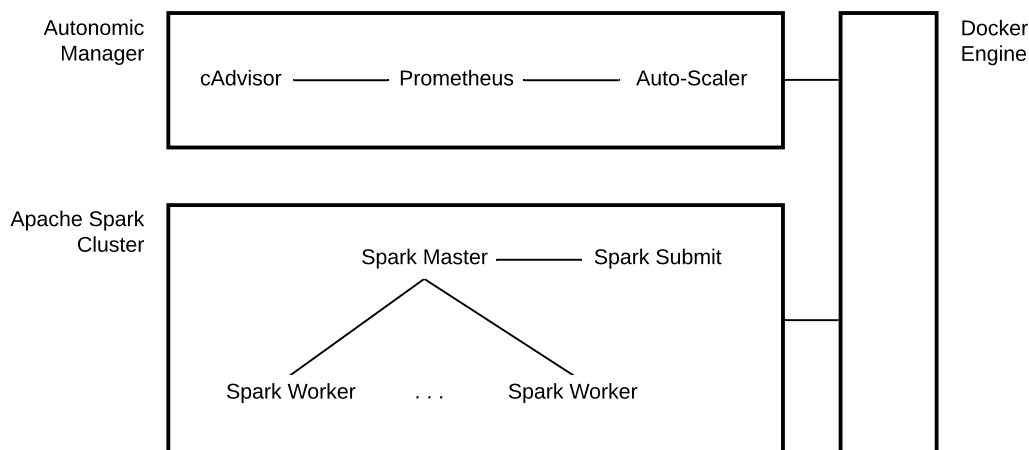 Autonomic
Manager
cAdvisor
Prometheus
Auto-Scaler
Docker
Engine
Apache Spark
Cluster
Spark Master
Spark Submit
Spark Worker
. . .
Spark Worker